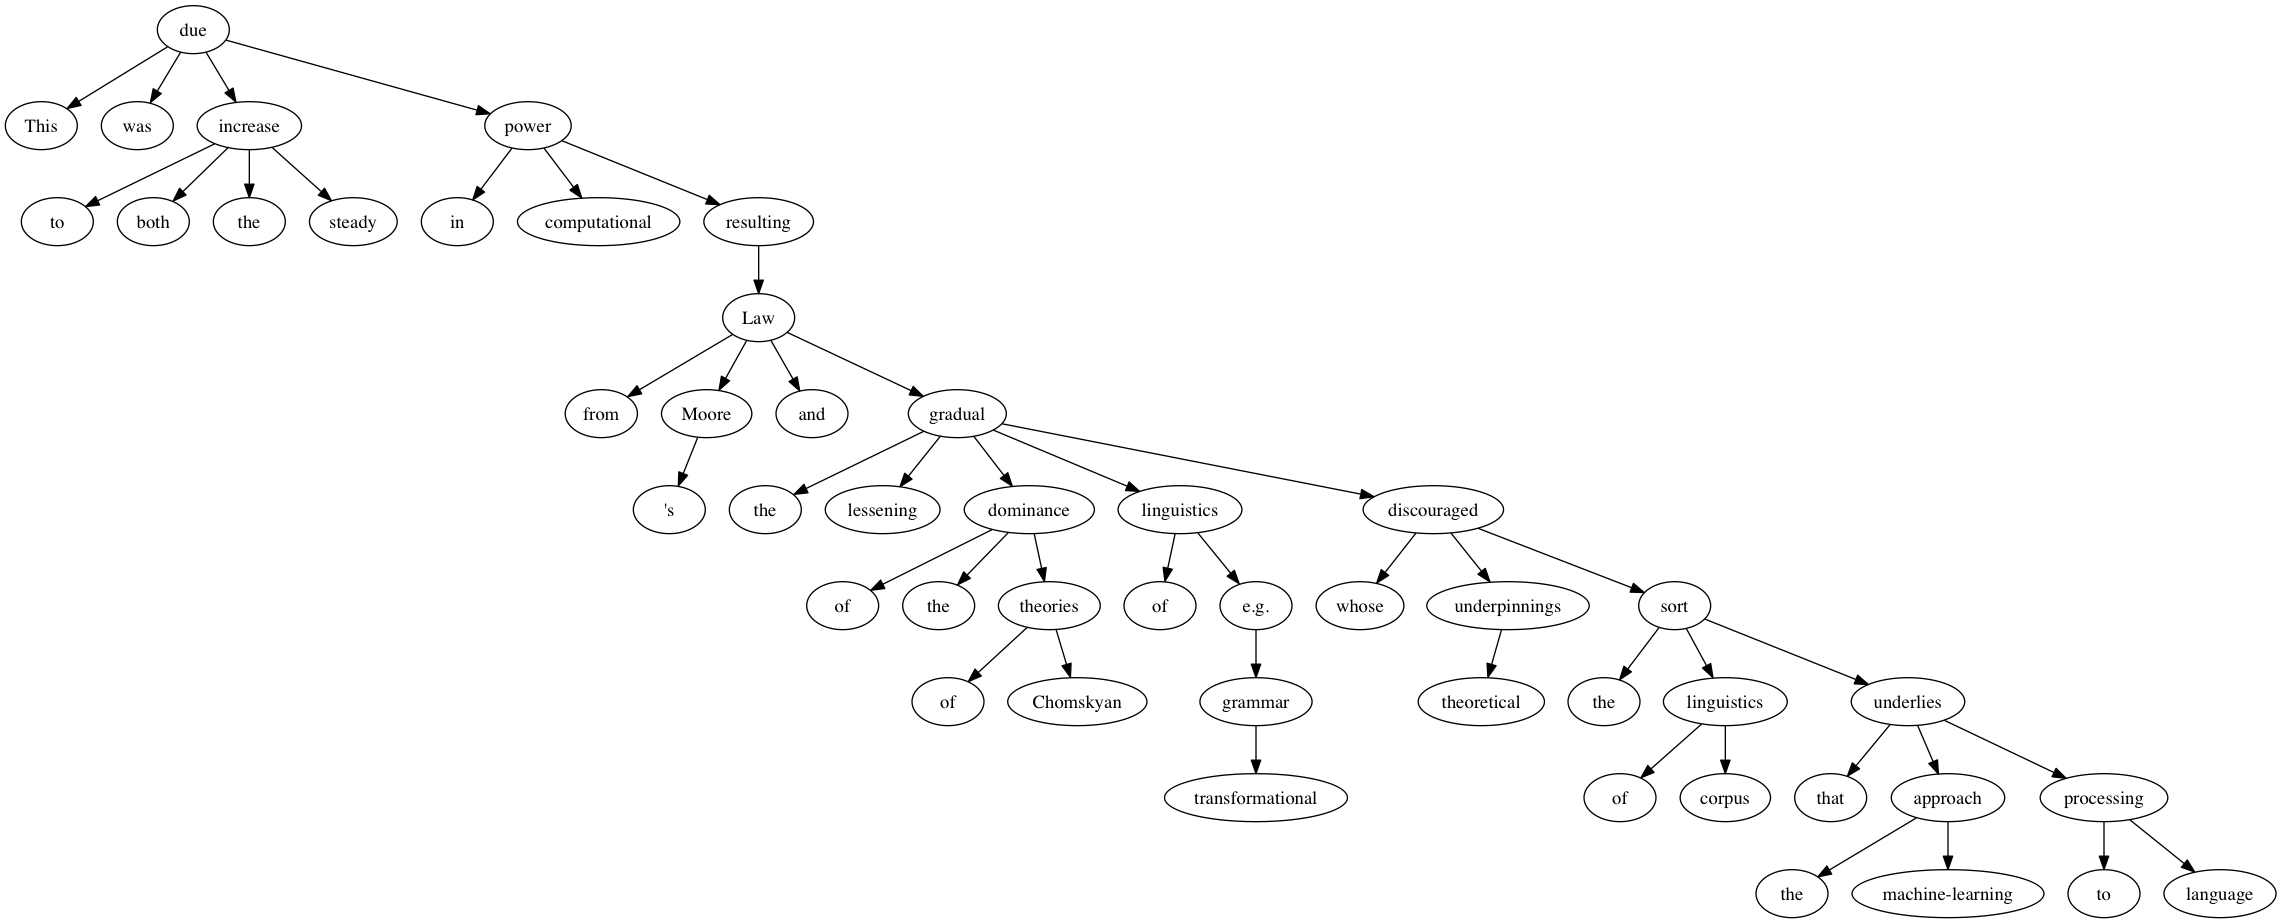 due
This was increase power
to both the steady in computational resulting
Law
from Moore and gradual
's the lessening dominance linguistics discouraged
of the theories of e.g. whose underpinnings sort
of Chomskyan grammar theoretical the linguistics underlies
transformational of corpus that approach processing
the machine-learning to language